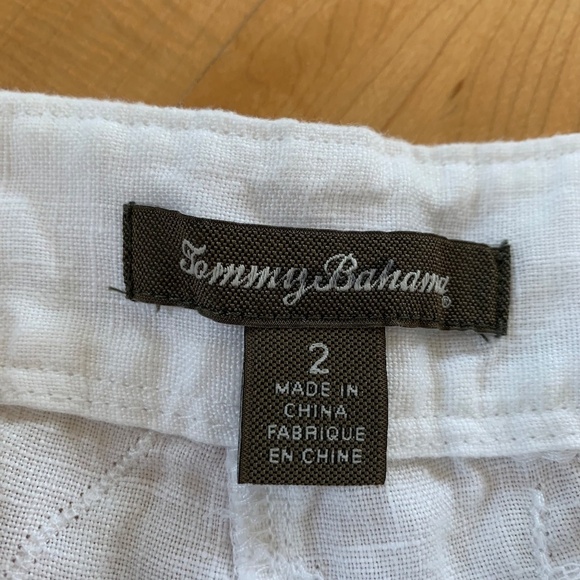 Tommy Bahama®
2
MADE IN
CHINA
FABRIQUE
EN CHINE